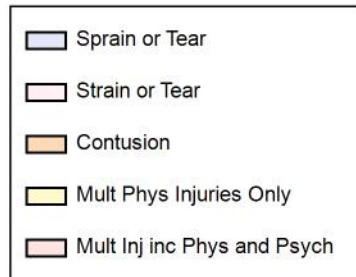 Sprain or Tear
Strain or Tear
Contusion
Mult Phys Injuries Only
Mult Inj inc Phys and Psych